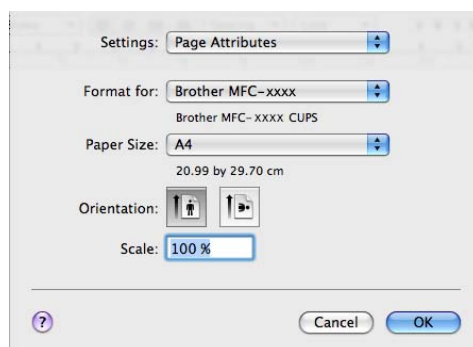 Settings: Page Attributes
Format for: Brother MFC-xxxx
Brother MFC-XXXX CUPS
Paper Size: A4
20.99 by 29.70 cm
Orientation:
Scale: 100 %
? Cancel OK